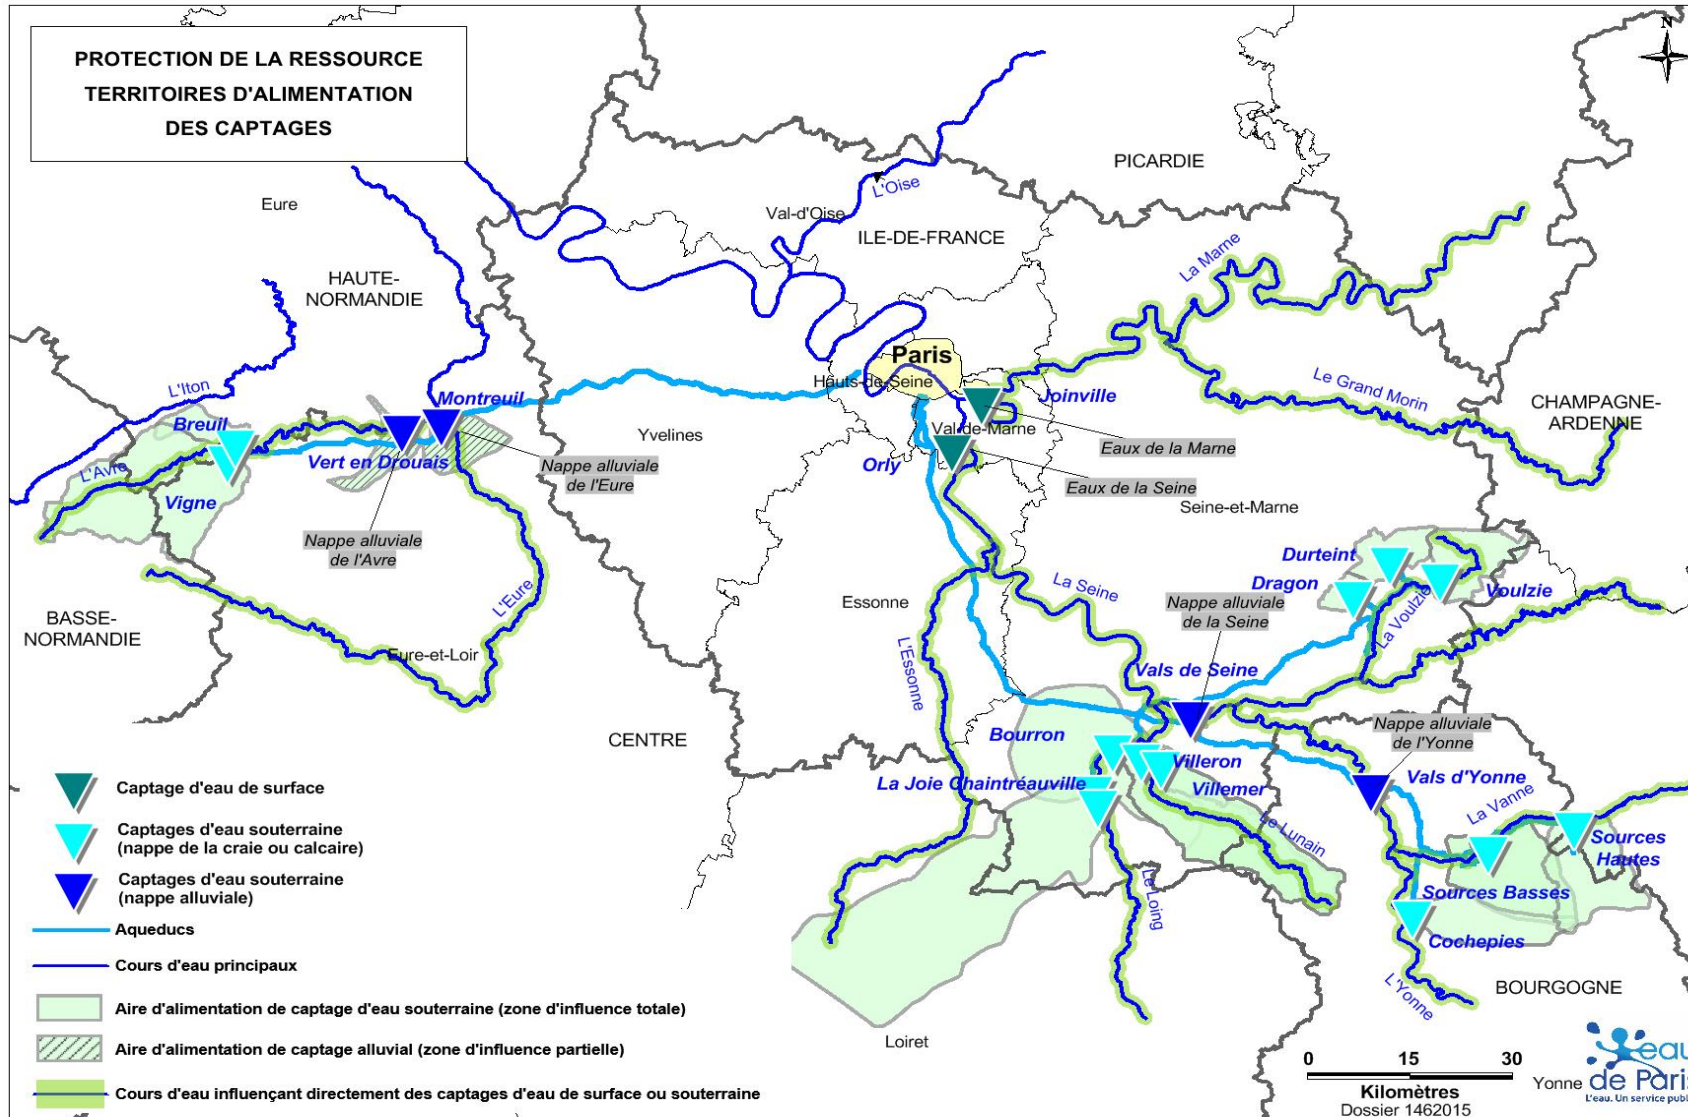 PROTECTION DE LA RESSOURCE
TERRITOIRES D'ALIMENTATION
DES CAPTAGES
N
PICARDIE
L'Oise
Eure
Val-d'Oise
ILE-DE-FRANCE
La Marne
HAUTE-
NORMANDIE
Paris
Hauts-de-Seine
L'Iton
Montreuil
Joinville
Le Grand Morin
CHAMPAGNE-
ARDENNE
Breuil
Yvelines
Val-de-Marne
Eaux de la Marne
L'Avre
Vert en Drouais
Nappe alluviale
de l'Eure
Orly
Eaux de la Seine
Vigne
Seine-et-Marne
Nappe alluviale
de l'Avre
Durteint
Dragon
Voulzie
La Seine
L'Eure
Essonne
Nappe alluviale
de la Seine
La Voulzie
BASSE-
NORMANDIE
Eure-et-Loir
L'Essonne
Vals de Seine
CENTRE
Bourron
Nappe alluviale
de l'Yonne
Villeron
La Joie Chaintréauville
Villemer
Vals d'Yonne
La Vanne
Le Lunain
Sources
Hautes
Sources Basses
Le Loing
Cochepies
L'Yonne
BOURGOGNE
Loiret
Yonne
Captage d'eau de surface
Captages d'eau souterraine
(nappe de la craie ou calcaire)
Captages d'eau souterraine
(nappe alluviale)
Aqueducs
Cours d'eau principaux
Aire d'alimentation de captage d'eau souterraine (zone d'influence totale)
Aire d'alimentation de captage alluvial (zone d'influence partielle)
Cours d'eau influençant directement des captages d'eau de surface ou souterraine
0 15 30
Kilomètres
Dossier 1462015
eau
de Paris
L'eau. Un service publ